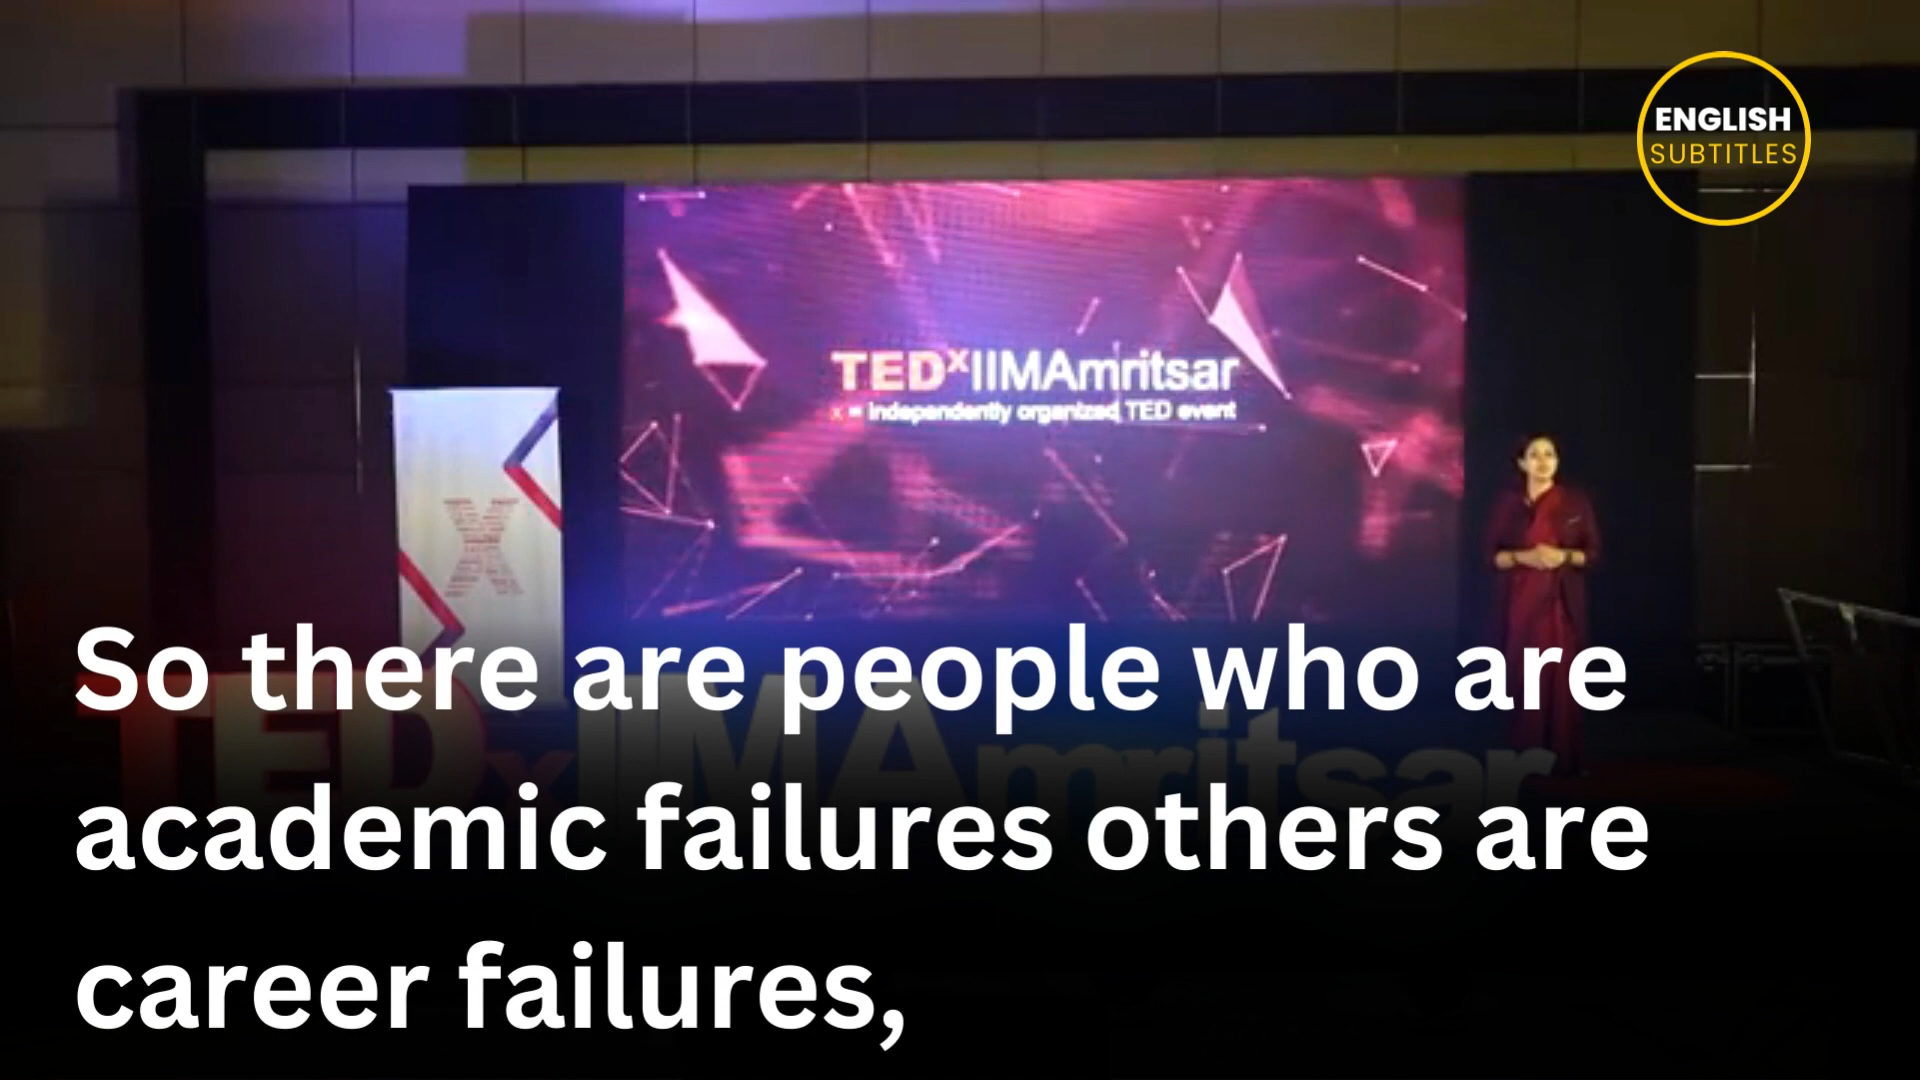 ENGLISH
SUBTITLES
TEDxIIMAmritsar
x = independently organized TED event
X
So there are people who are
TEDxIIMAmritsar
academic failures others are
career failures,